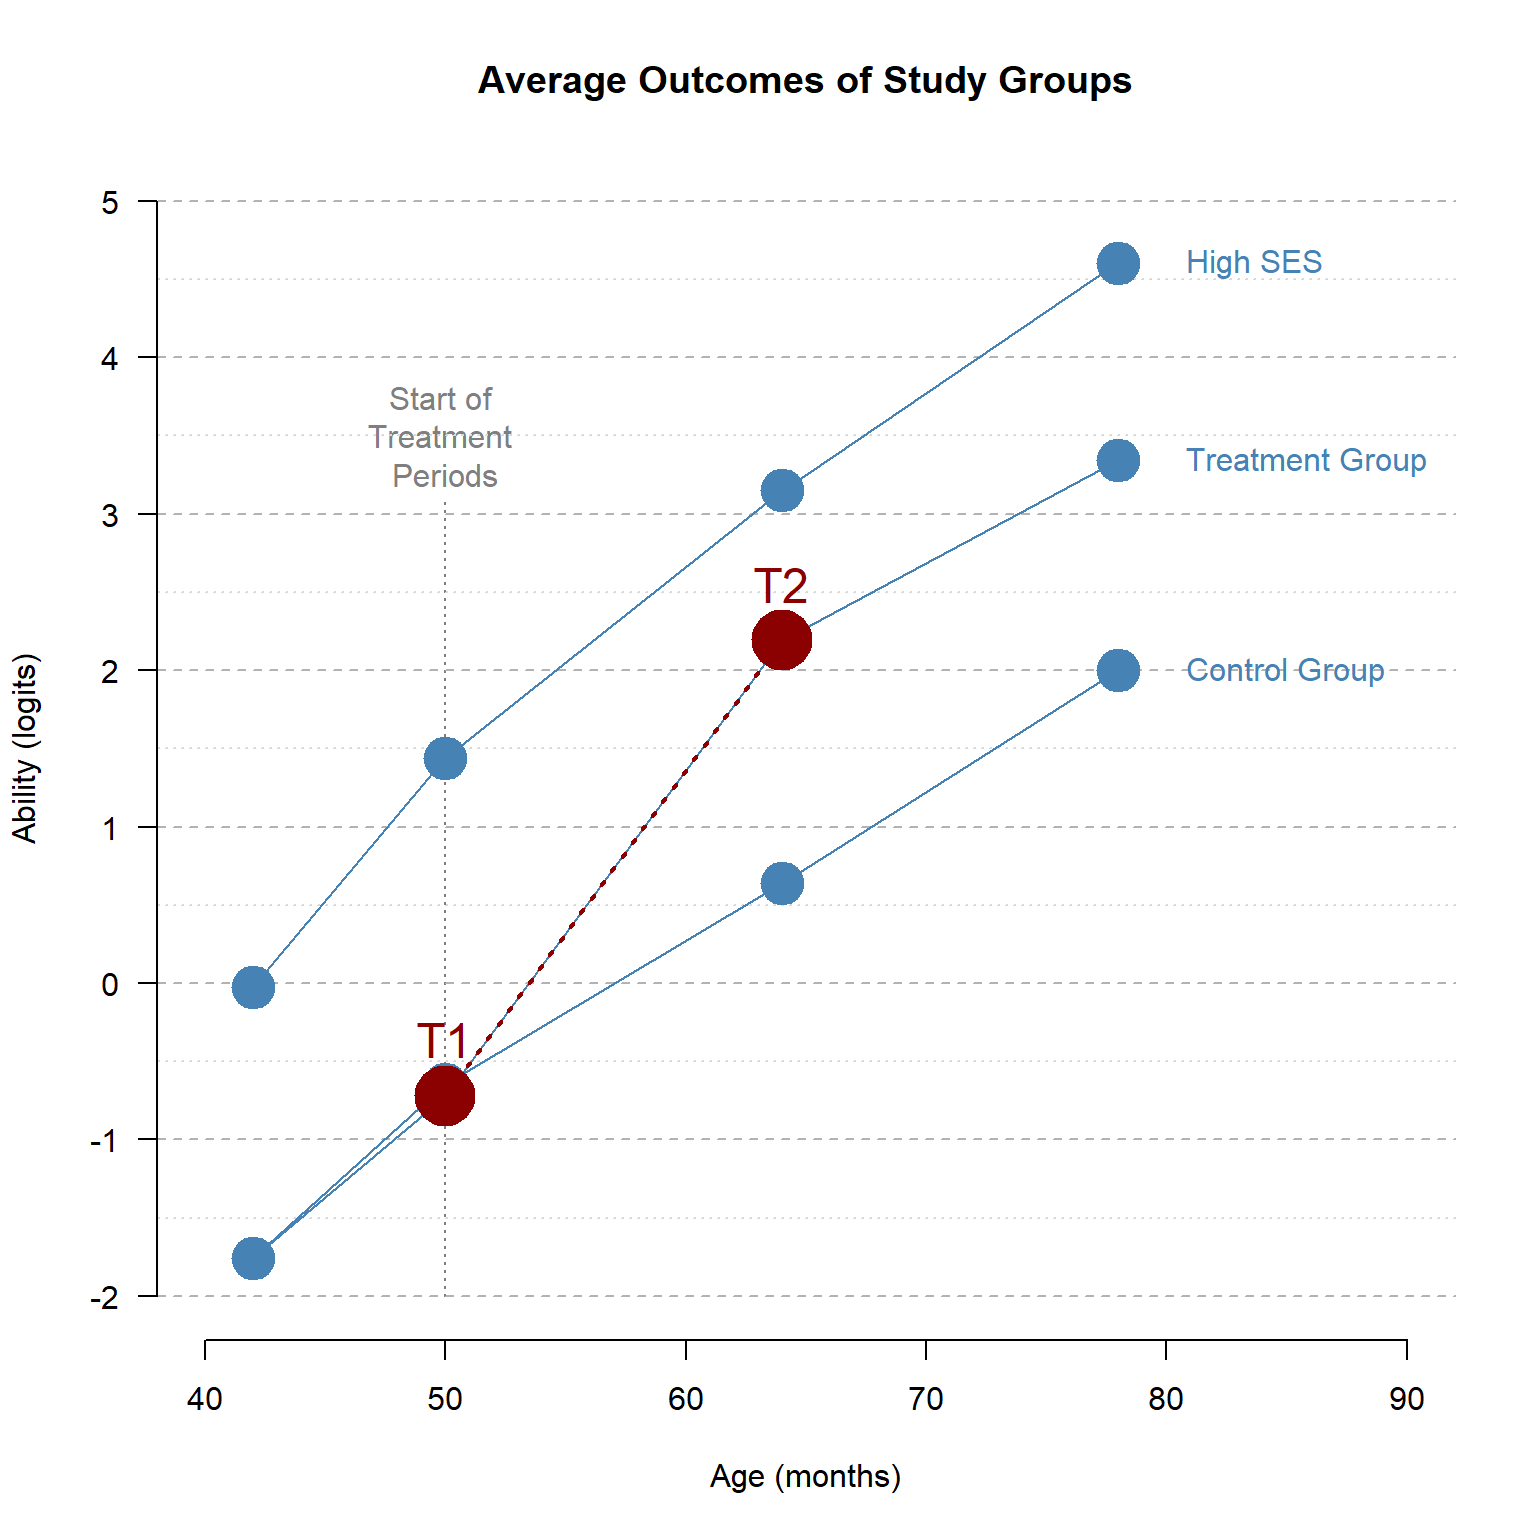 Average Outcomes of Study Groups
5
High SES
4
Start of
Treatment
Periods
Treatment Group
3
T2
2
Control Group
Ability (logits)
1
0
T1
-1
-2
40 50 60 70 80 90
Age (months)